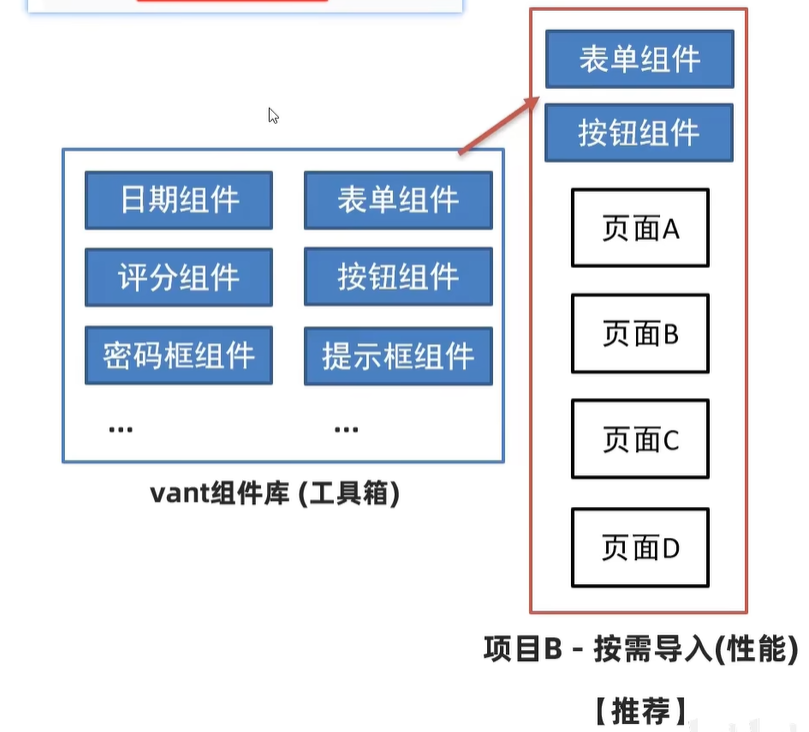 日期组件
表单组件
评分组件
按钮组件
密码框组件
提示框组件
...
...
vant组件库 (工具箱)
表单组件
按钮组件
页面A
页面B
页面C
页面D
项目B - 按需导入(性能)
【推荐】